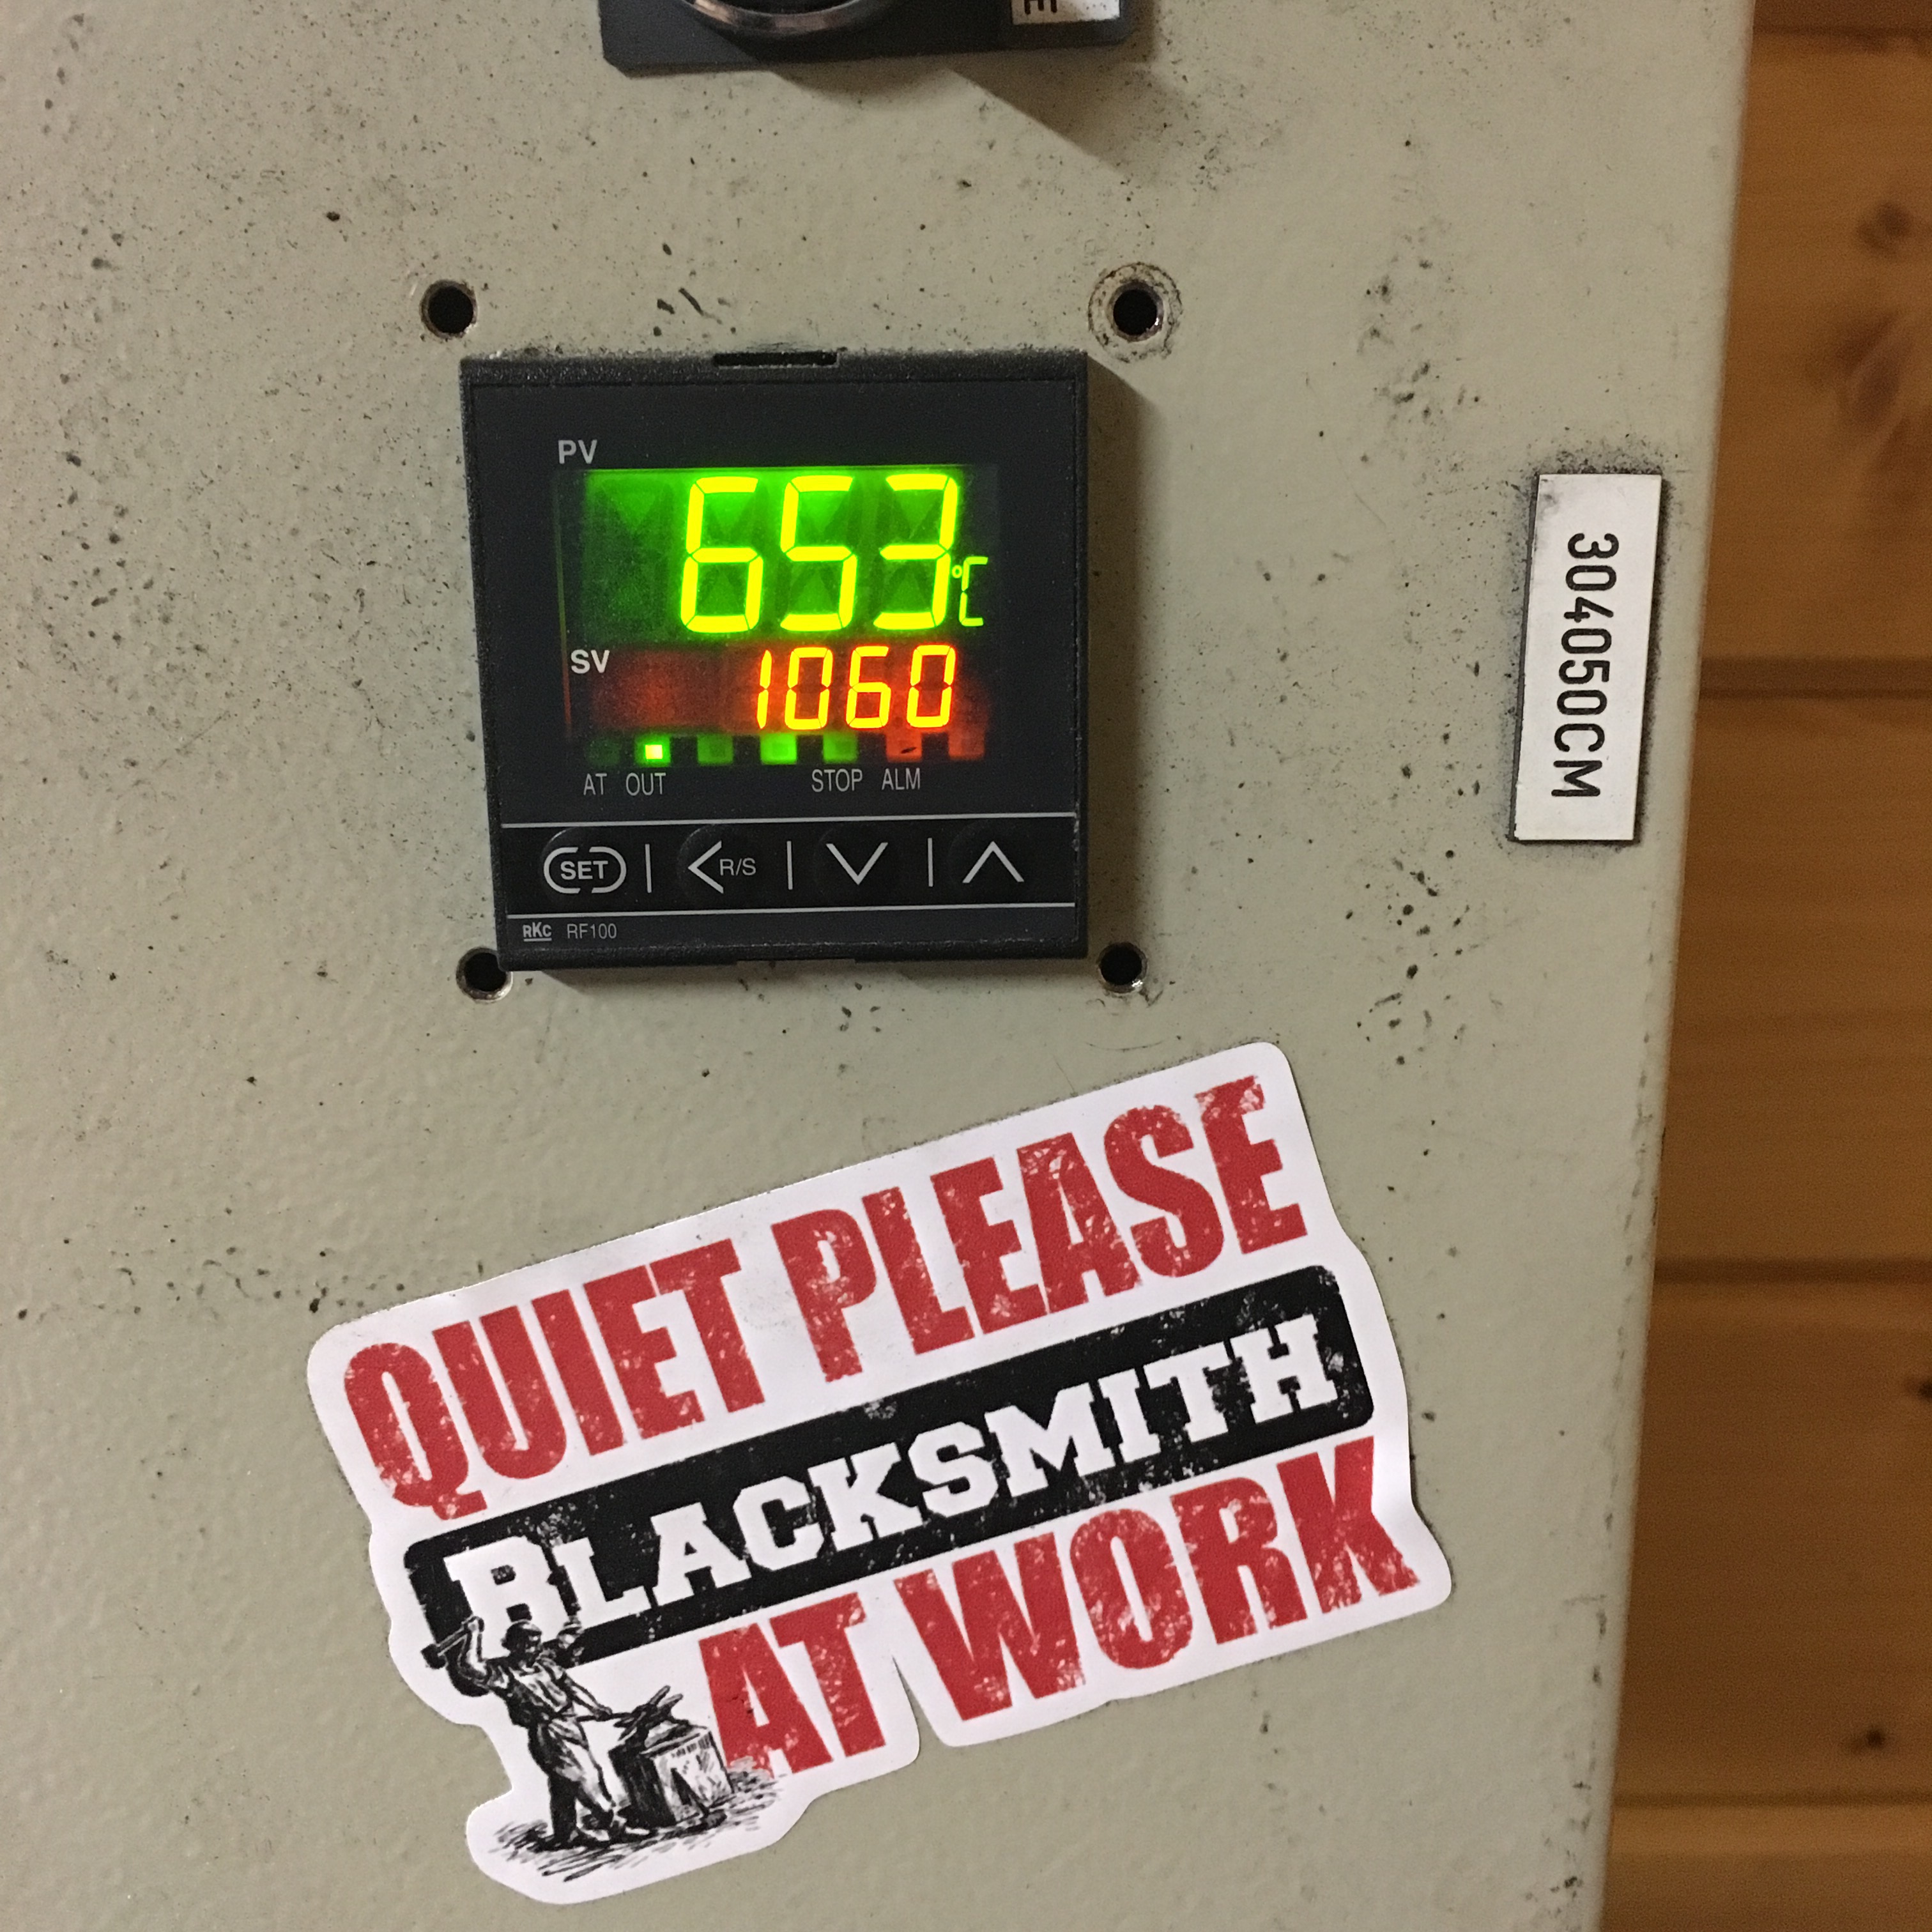 E
PV
653 °C
SV
1060
AT OUT STOP ALM
SET R/S
RKC RF100
304050CM
QUIET PLEASE
BLACKSMITH
AT WORK